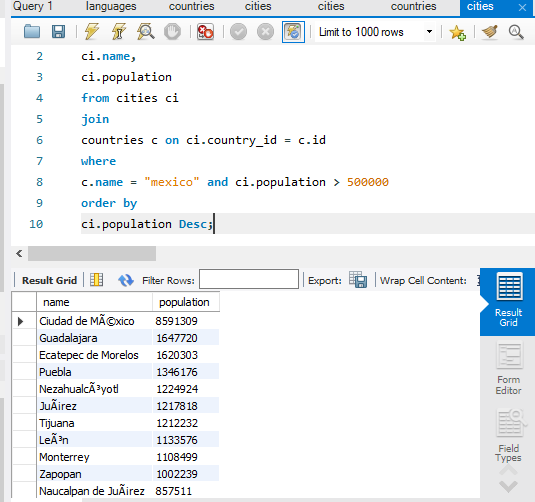 Query 1 languages countries cities cities countries cities
Limit to 1000 rows
2 ci.name,
3 ci.population
4 from cities ci
5 join
6 countries c on ci.country_id = c.id
7 where
8 c.name = "mexico" and ci.population > 500000
9 order by
10 ci.population Desc;
Result Grid Filter Rows: Export: Wrap Cell Content:
name population
Ciudad de MÃ©xico 8591309
Guadalajara 1647720
Ecatepec de Morelos 1620303
Puebla 1346176
NezahualcÃ³yotl 1224924
JuÃ¡rez 1217818
Tijuana 1212232
LeÃ³n 1133576
Monterrey 1108499
Zapopan 1002239
Naucalpan de JuÃ¡rez 857511
Result
Grid
Form
Editor
Field
Types